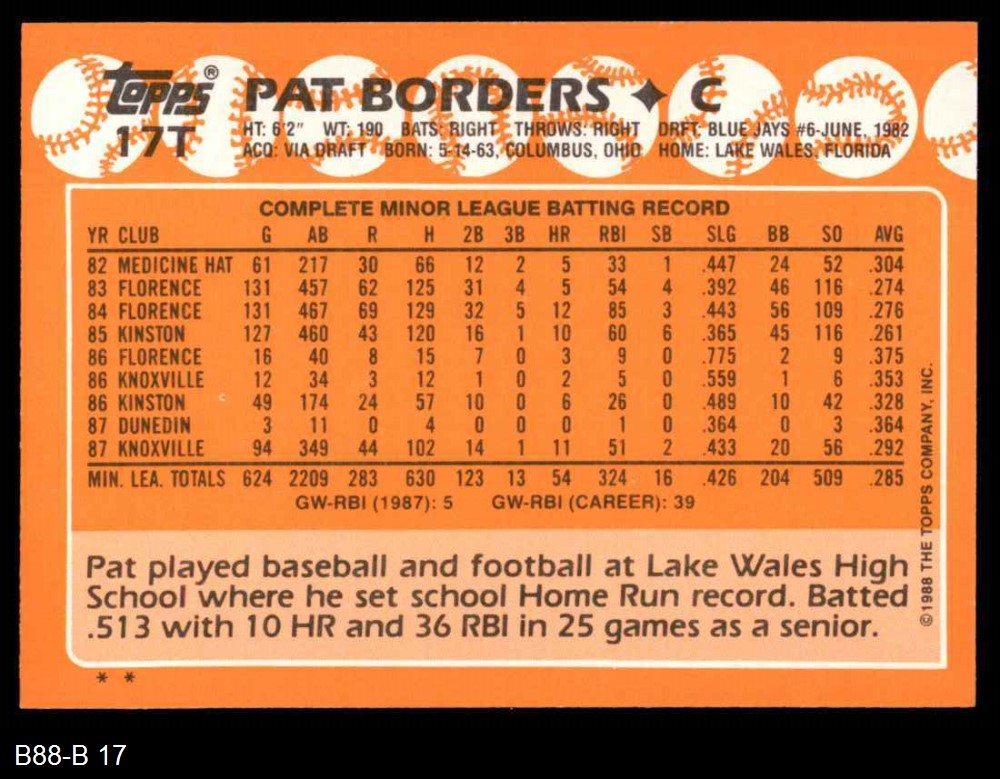 topps®
17T
PAT BORDERS ✦ C
HT: 6'2" WT: 190 BATS: RIGHT THROWS: RIGHT DRFT: BLUE JAYS #6-JUNE, 1982
ACQ: VIA DRAFT BORN: 5-14-63, COLUMBUS, OHIO HOME: LAKE WALES, FLORIDA
COMPLETE MINOR LEAGUE BATTING RECORD
YR CLUB G AB R H 2B 3B HR RBI SB SLG BB SO AVG
82 MEDICINE HAT 61 217 30 66 12 2 5 33 1 .447 24 52 .304
83 FLORENCE 131 457 62 125 31 4 5 54 4 .392 46 116 .274
84 FLORENCE 131 467 69 129 32 5 12 85 3 .443 56 109 .276
85 KINSTON 127 460 43 120 16 1 10 60 6 .365 45 116 .261
86 FLORENCE 16 40 8 15 7 0 3 9 0 .775 2 9 .375
86 KNOXVILLE 12 34 3 12 1 0 2 5 0 .559 1 6 .353
86 KINSTON 49 174 24 57 10 0 6 26 0 .489 10 42 .328
87 DUNEDIN 3 11 0 4 0 0 0 1 0 .364 0 3 .364
87 KNOXVILLE 94 349 44 102 14 1 11 51 2 .433 20 56 .292
MIN. LEA. TOTALS 624 2209 283 630 123 13 54 324 16 .426 204 509 .285
GW-RBI (1987): 5 GW-RBI (CAREER): 39
Pat played baseball and football at Lake Wales High
School where he set school Home Run record. Batted
.513 with 10 HR and 36 RBI in 25 games as a senior.
©1988 THE TOPPS COMPANY, INC.
* *
B88-B 17